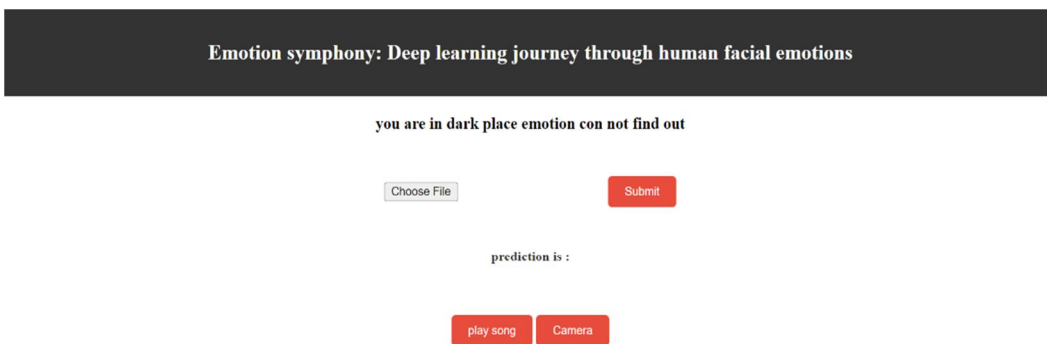 Emotion symphony: Deep learning journey through human facial emotions
you are in dark place emotion con not find out
Choose File
Submit
prediction is :
play song
Camera